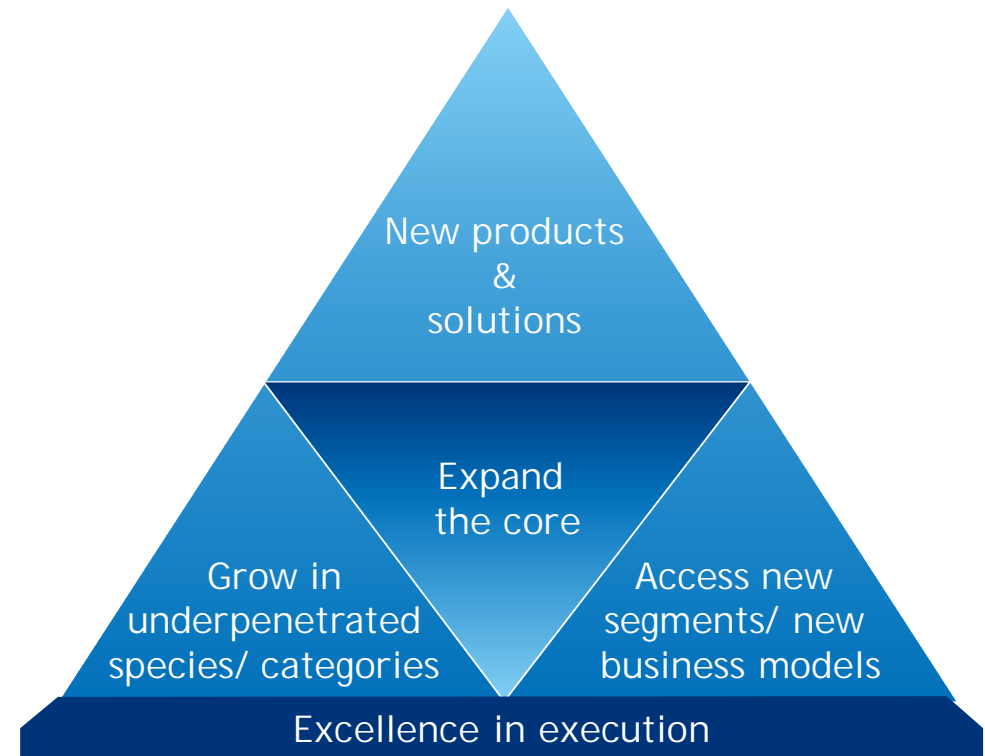 New products
&
solutions
Expand
the core
Grow in
underpenetrated
species/ categories
Access new
segments/ new
business models
Excellence in execution